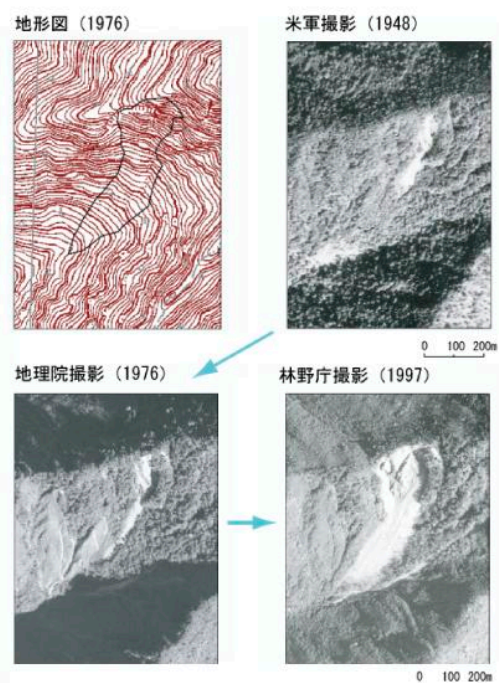 地形図 (1976)
米軍撮影 (1948)
0 100 200m
地理院撮影 (1976)
林野庁撮影 (1997)
0 100 200m